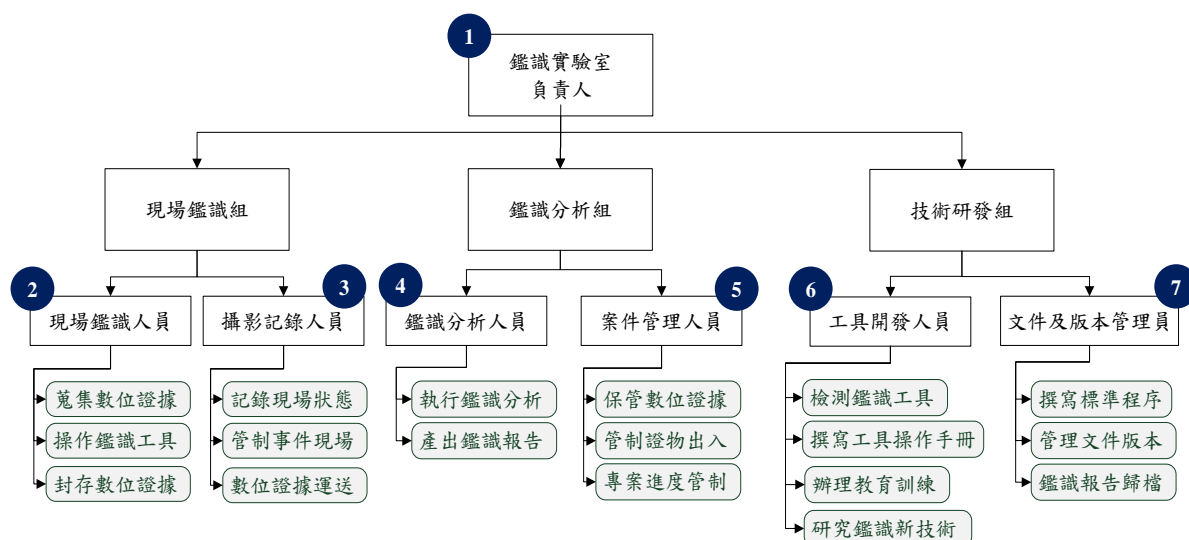 1
鑑識實驗室
負責人
現場鑑識組
鑑識分析組
技術研發組
2
現場鑑識人員
3
攝影記錄人員
4
鑑識分析人員
5
案件管理人員
6
工具開發人員
7
文件及版本管理員
蒐集數位證據
操作鑑識工具
封存數位證據
記錄現場狀態
管制事件現場
數位證據運送
執行鑑識分析
產出鑑識報告
保管數位證據
管制證物出入
專案進度管制
檢測鑑識工具
撰寫工具操作手冊
辦理教育訓練
研究鑑識新技術
撰寫標準程序
管理文件版本
鑑識報告歸檔